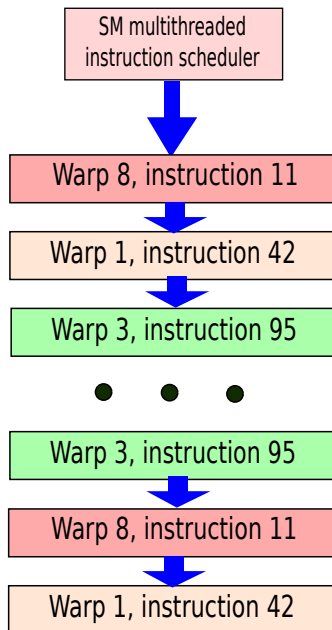 SM multithreaded
instruction scheduler
Warp 8, instruction 11
Warp 1, instruction 42
Warp 3, instruction 95
Warp 3, instruction 95
Warp 8, instruction 11
Warp 1, instruction 42